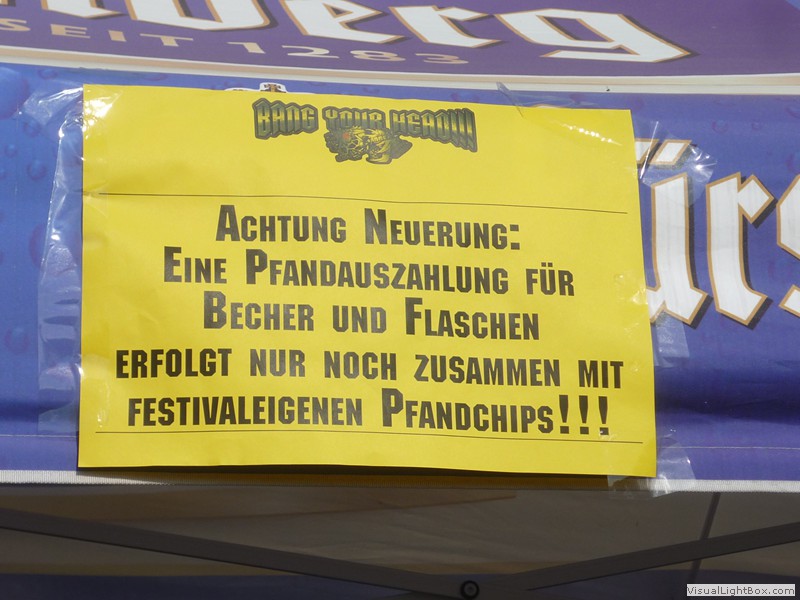 SEIT 1283
BANG YOUR HEAD!!!
ACHTUNG NEUERUNG:
EINE PFANDAUSZAHLUNG FÜR
BECHER UND FLASCHEN
ERFOLGT NUR NOCH ZUSAMMEN MIT
FESTIVALEIGENEN PFANDCHIPS!!!
VisualLightBox.com